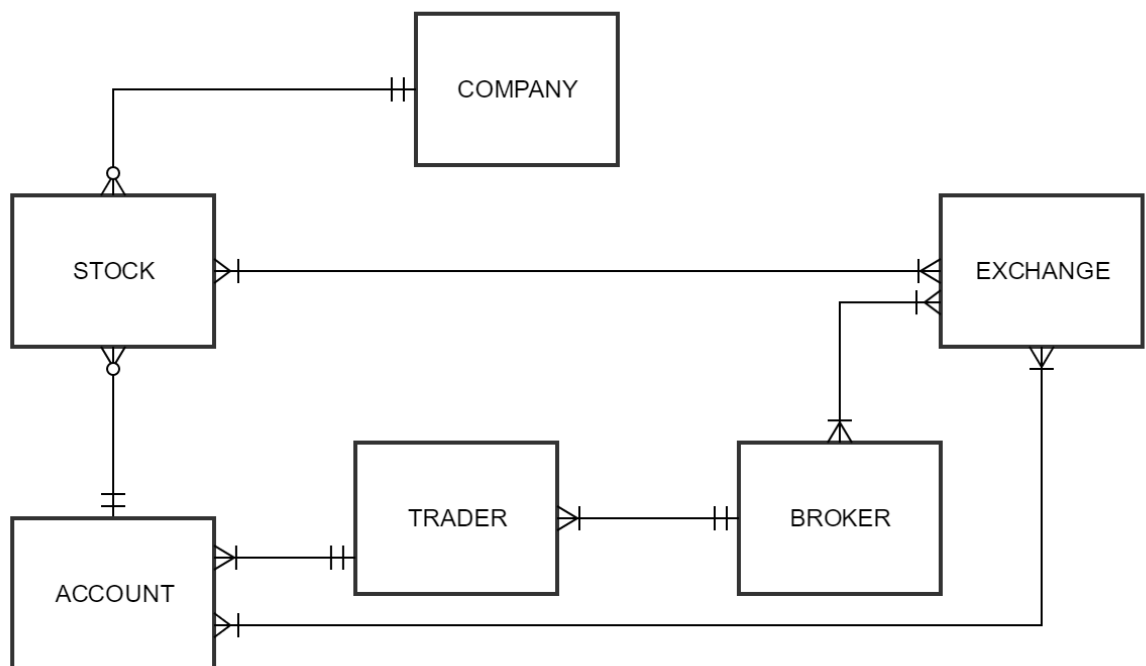 COMPANY
STOCK
EXCHANGE
TRADER
BROKER
ACCOUNT